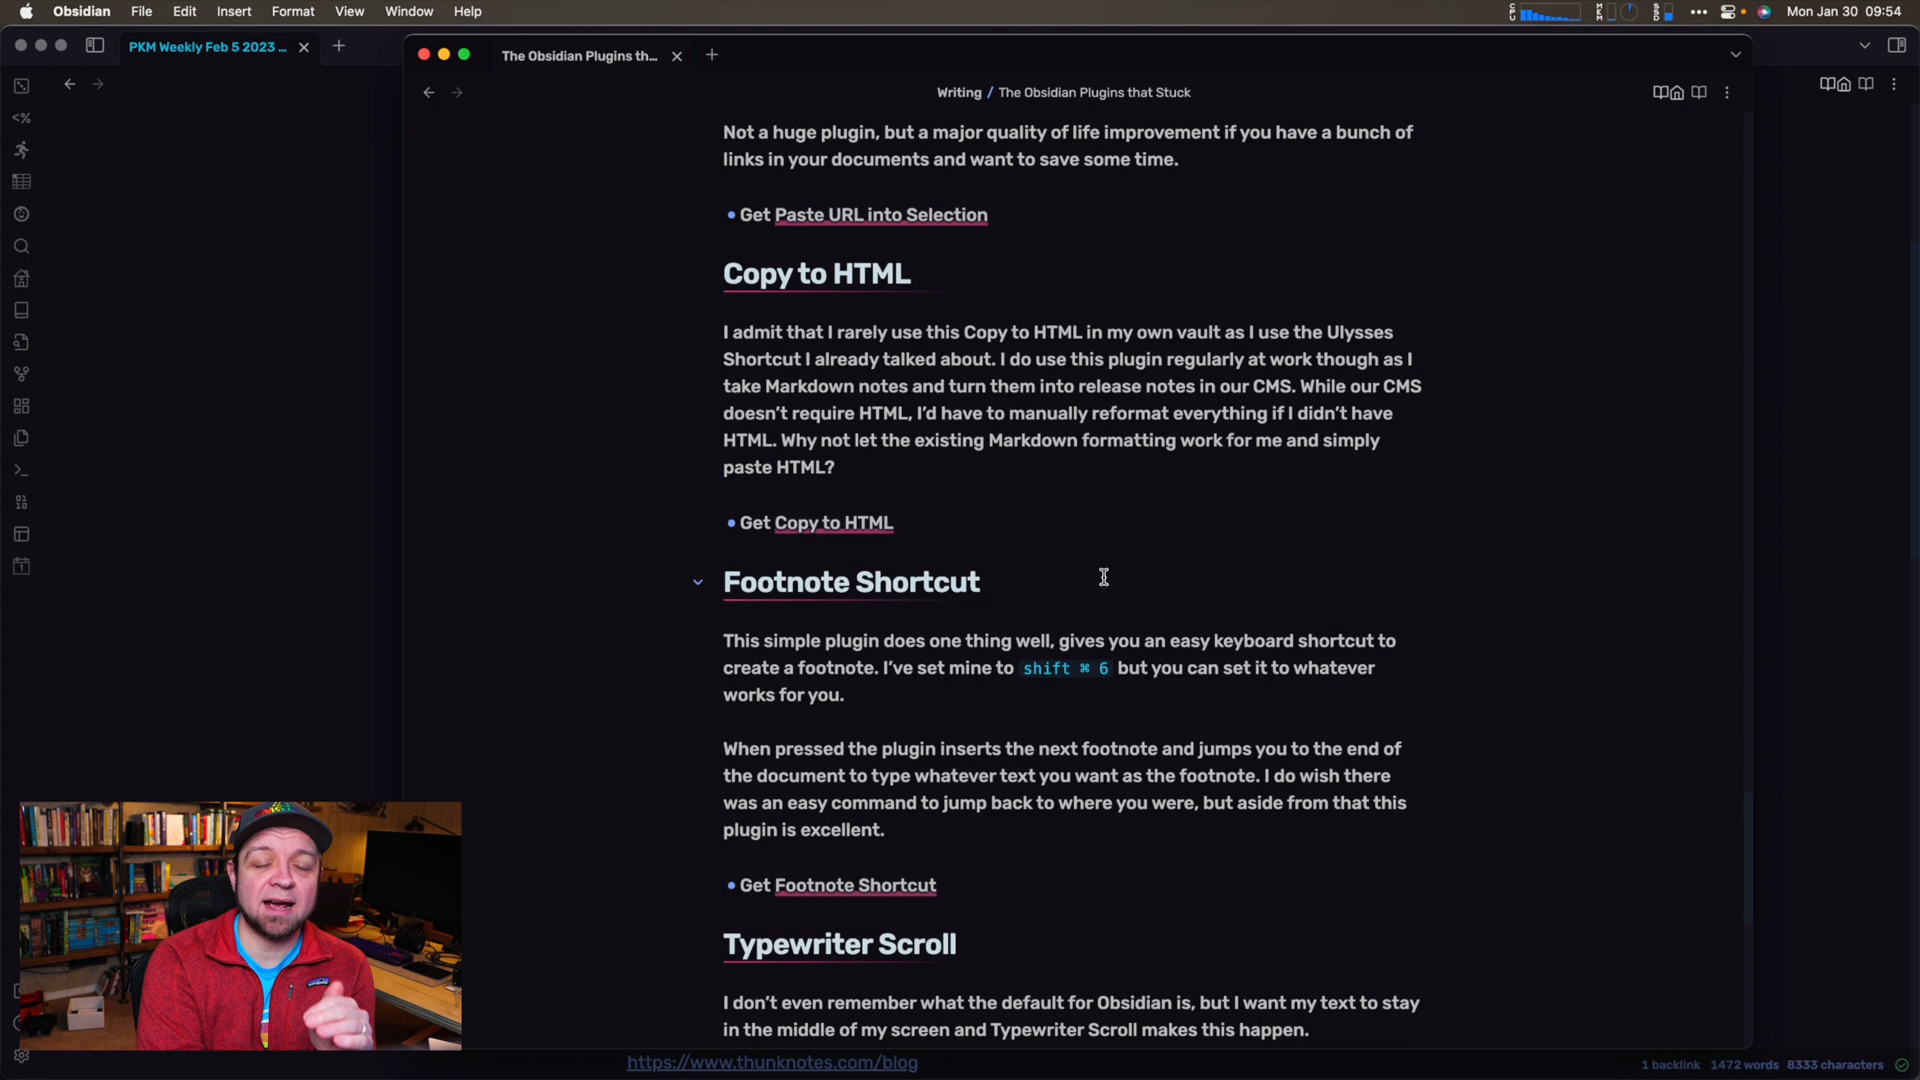 Obsidian File Edit Insert Format View Window Help
Mon Jan 30 09:54
PKM Weekly Feb 5 2023 ...
The Obsidian Plugins th...
Writing / The Obsidian Plugins that Stuck
Not a huge plugin, but a major quality of life improvement if you have a bunch of
links in your documents and want to save some time.
Get Paste URL into Selection
Copy to HTML
I admit that I rarely use this Copy to HTML in my own vault as I use the Ulysses
Shortcut I already talked about. I do use this plugin regularly at work though as I
take Markdown notes and turn them into release notes in our CMS. While our CMS
doesn’t require HTML, I’d have to manually reformat everything if I didn’t have
HTML. Why not let the existing Markdown formatting work for me and simply
paste HTML?
Get Copy to HTML
Footnote Shortcut
This simple plugin does one thing well, gives you an easy keyboard shortcut to
create a footnote. I’ve set mine to shift ⌘ 6 but you can set it to whatever
works for you.
When pressed the plugin inserts the next footnote and jumps you to the end of
the document to type whatever text you want as the footnote. I do wish there
was an easy command to jump back to where you were, but aside from that this
plugin is excellent.
Get Footnote Shortcut
Typewriter Scroll
I don’t even remember what the default for Obsidian is, but I want my text to stay
in the middle of my screen and Typewriter Scroll makes this happen.
https://www.thunknotes.com/blog
1 backlink 1472 words 8333 characters